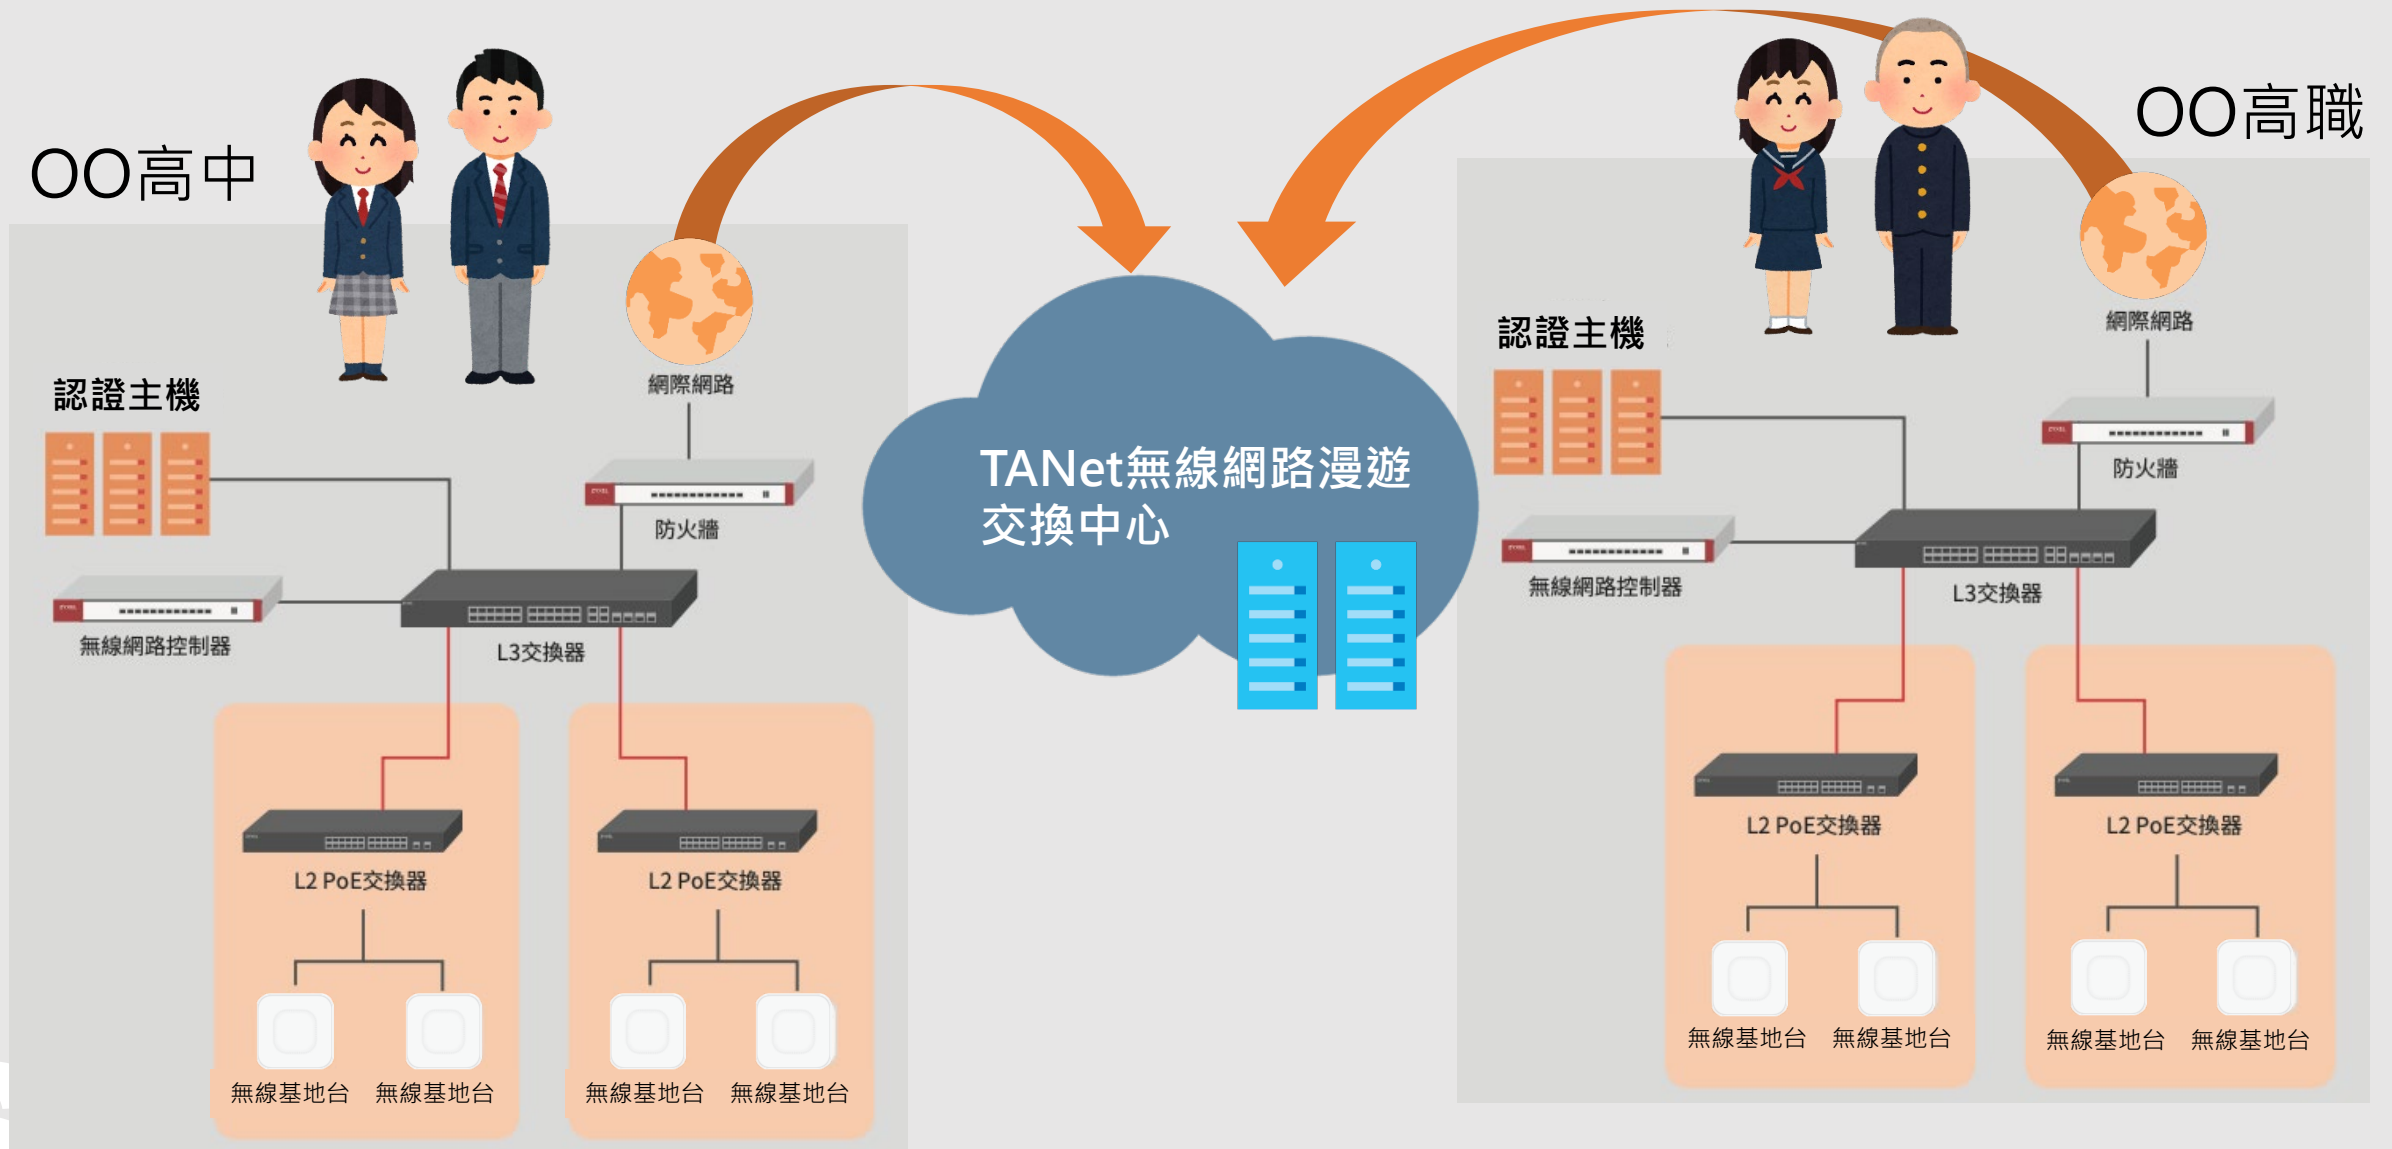 OO高中
認證主機
網際網路
防火牆
無線網路控制器
L3交換器
L2 PoE交換器
L2 PoE交換器
無線基地台
無線基地台
無線基地台
無線基地台
TANet無線網路漫遊
交換中心
OO高職
認證主機
網際網路
防火牆
無線網路控制器
L3交換器
L2 PoE交換器
L2 PoE交換器
無線基地台
無線基地台
無線基地台
無線基地台